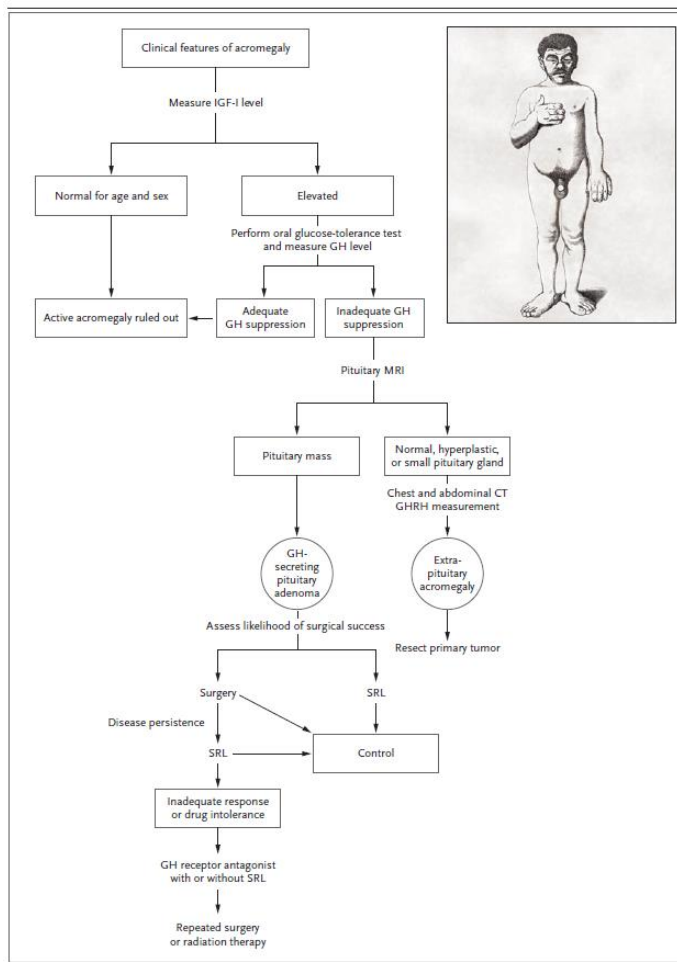 Clinical features of acromegaly
Measure IGF-I level
Normal for age and sex
Elevated
Perform oral glucose-tolerance test
and measure GH level
Active acromegaly ruled out
Adequate
GH suppression
Inadequate GH
suppression
Pituitary MRI
Pituitary mass
Normal, hyperplastic,
or small pituitary gland
Chest and abdominal CT
GHRH measurement
GH-
secreting
pituitary
adenoma
Extra-
pituitary
acromegaly
Assess likelihood of surgical success
Resect primary tumor
Surgery
SRL
Disease persistence
SRL
Control
Inadequate response
or drug intolerance
GH receptor antagonist
with or without SRL
Repeated surgery
or radiation therapy